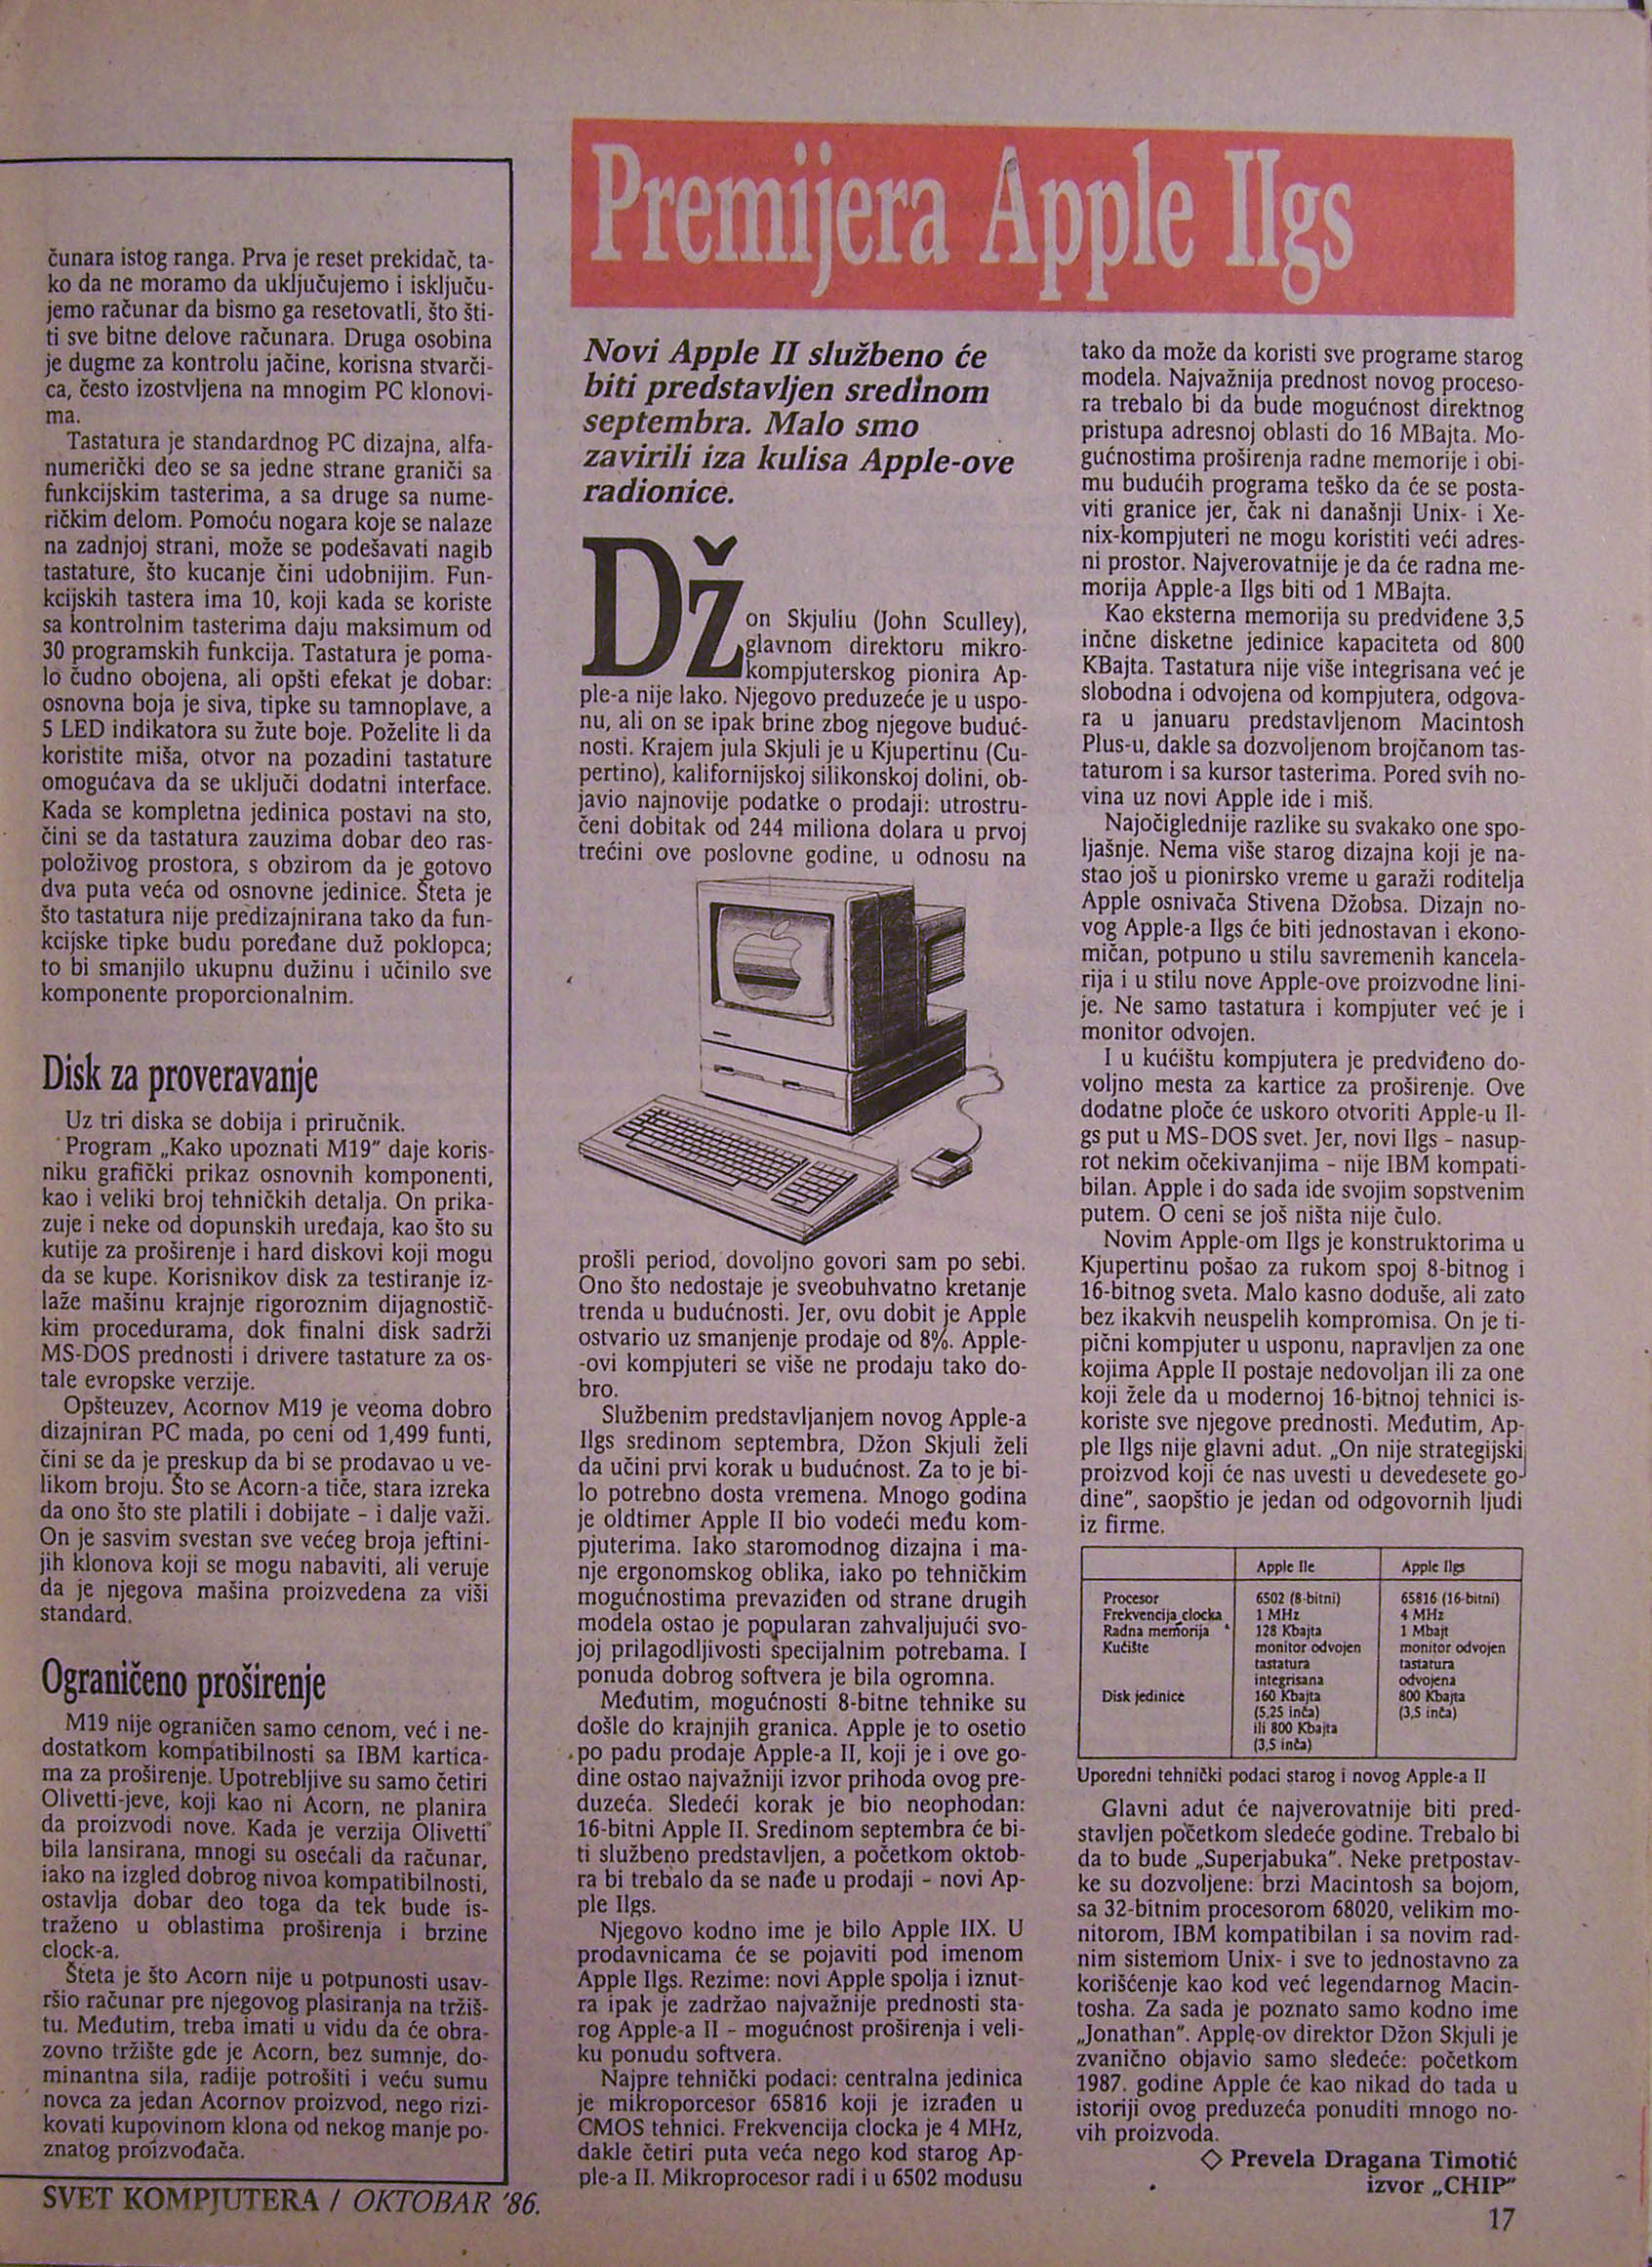 čunara istog ranga. Prva je reset prekidač, ta-
ko da ne moramo da uključujemo i isključu-
jemo računar da bismo ga resetovatli, što šti-
ti sve bitne delove računara. Druga osobina
je dugme za kontrolu jačine, korisna stvarči-
ca, često izostvljena na mnogim PC klonovi-
ma.
Tastatura je standardnog PC dizajna, alfa-
numerički deo se sa jedne strane graniči sa
funkcijskim tasterima, a sa druge sa nume-
ričkim delom. Pomoću nogara koje se nalaze
na zadnjoj strani, može se podešavati nagib
tastature, što kucanje čini udobnijim. Fun-
kcijskih tastera ima 10, koji kada se koriste
sa kontrolnim tasterima daju maksimum od
30 programskih funkcija. Tastatura je poma-
lo čudno obojena, ali opšti efekat je dobar:
osnovna boja je siva, tipke su tamnoplave, a
5 LED indikatora su žute boje. Poželite li da
koristite miša, otvor na pozadini tastature
omogućava da se uključi dodatni interface.
Kada se kompletna jedinica postavi na sto,
čini se da tastatura zauzima dobar deo ras-
položivog prostora, s obzirom da je gotovo
dva puta veća od osnovne jedinice. Šteta je
što tastatura nije predizajnirana tako da fun-
kcijske tipke budu poređane duž poklopca;
to bi smanjilo ukupnu dužinu i učinilo sve
komponente proporcionalnim.
Disk za proveravanje
Uz tri diska se dobija i priručnik.
Program „Kako upoznati M19" daje koris-
niku grafički prikaz osnovnih komponenti,
kao i veliki broj tehničkih detalja. On prika-
zuje i neke od dopunskih uređaja, kao što su
kutije za proširenje i hard diskovi koji mogu
da se kupe. Korisnikov disk za testiranje iz-
laže mašinu krajnje rigoroznim dijagnostič-
kim procedurama, dok finalni disk sadrži
MS-DOS prednosti i drivere tastature za os-
tale evropske verzije.
Opšteuzev, Acornov M19 je veoma dobro
dizajniran PC mada, po ceni od 1,499 funti,
čini se da je preskup da bi se prodavao u ve-
likom broju. Što se Acorn-a tiče, stara izreka
da ono što ste platili i dobijate – i dalje važi.
On je sasvim svestan sve većeg broja jeftini-
jih klonova koji se mogu nabaviti, ali veruje
da je njegova mašina proizvedena za viši
standard.
Ograničeno proširenje
M19 nije ograničen samo cenom, već i ne-
dostatkom kompatibilnosti sa IBM kartica-
ma za proširenje. Upotrebljive su samo četiri
Olivetti-jeve, koji kao ni Acorn, ne planira
da proizvodi nove. Kada je verzija Olivetti
bila lansirana, mnogi su osećali da računar,
iako na izgled dobrog nivoa kompatibilnosti,
ostavlja dobar deo toga da tek bude is-
traženo u oblastima proširenja i brzine
clock-a.
Šteta je što Acorn nije u potpunosti usav-
ršio računar pre njegovog plasiranja na tržiš-
tu. Međutim, treba imati u vidu da će obra-
zovno tržište gde je Acorn, bez sumnje, do-
minantna sila, radije potrošiti i veću sumu
novca za jedan Acornov proizvod, nego rizi-
kovati kupovinom klona od nekog manje po-
znatog proizvođača.
Premijera Apple IIgs
Novi Apple II službeno će
biti predstavljen sredinom
septembra. Malo smo
zavirili iza kulisa Apple-ove
radionice.
Džon Skjuliu (John Sculley),
glavnom direktoru mikro-
kompjuterskog pionira Ap-
ple-a nije lako. Njegovo preduzeće je u uspo-
nu, ali on se ipak brine zbog njegove buduć-
nosti. Krajem jula Skjuli je u Kjupertinu (Cu-
pertino), kalifornijskoj silikonskoj dolini, ob-
javio najnovije podatke o prodaji: utrostru-
čeni dobitak od 244 miliona dolara u prvoj
trećini ove poslovne godine, u odnosu na
prošli period, dovoljno govori sam po sebi.
Ono što nedostaje je sveobuhvatno kretanje
trenda u budućnosti. Jer, ovu dobit je Apple
ostvario uz smanjenje prodaje od 8%. Apple-
-ovi kompjuteri se više ne prodaju tako do-
bro.
Službenim predstavljanjem novog Apple-a
IIgs sredinom septembra, Džon Skjuli želi
da učini prvi korak u budućnost. Za to je bi-
lo potrebno dosta vremena. Mnogo godina
je oldtimer Apple II bio vodeći među kom-
pjuterima. Iako staromodnog dizajna i ma-
nje ergonomskog oblika, iako po tehničkim
mogućnostima prevaziđen od strane drugih
modela ostao je popularan zahvaljujući svo-
joj prilagodljivosti specijalnim potrebama. I
ponuda dobrog softvera je bila ogromna.
Međutim, mogućnosti 8-bitne tehnike su
došle do krajnjih granica. Apple je to osetio
po padu prodaje Apple-a II, koji je i ove go-
dine ostao najvažniji izvor prihoda ovog pre-
duzeća. Sledeći korak je bio neophodan:
16-bitni Apple II. Sredinom septembra će bi-
ti službeno predstavljen, a početkom oktob-
ra bi trebalo da se nađe u prodaji – novi Ap-
ple IIgs.
Njegovo kodno ime je bilo Apple IIX. U
prodavnicama će se pojaviti pod imenom
Apple IIgs. Rezime: novi Apple spolja i iznut-
ra ipak je zadržao najvažnije prednosti sta-
rog Apple-a II – mogućnost proširenja i veli-
ku ponudu softvera.
Najpre tehnički podaci: centralna jedinica
je mikroporcesor 65816 koji je izrađen u
CMOS tehnici. Frekvencija clocka je 4 MHz,
dakle četiri puta veća nego kod starog Ap-
ple-a II. Mikroprocesor radi i u 6502 modusu
tako da može da koristi sve programe starog
modela. Najvažnija prednost novog proceso-
ra trebalo bi da bude mogućnost direktnog
pristupa adresnoj oblasti do 16 MBajta. Mo-
gućnostima proširenja radne memorije i obi-
mu budućih programa teško da će se posta-
viti granice jer, čak ni današnji Unix- i Xe-
nix-kompjuteri ne mogu koristiti veći adres-
ni prostor. Najverovatnije je da će radna me-
morija Apple-a IIgs biti od 1 MBajta.
Kao eksterna memorija su predviđene 3,5
inčne disketne jedinice kapaciteta od 800
KBajta. Tastatura nije više integrisana već je
slobodna i odvojena od kompjutera, odgova-
ra u januaru predstavljenom Macintosh
Plus-u, dakle sa dozvoljenom brojčanom tas-
taturom i sa kursor tasterima. Pored svih no-
vina uz novi Apple ide i miš.
Najočiglednije razlike su svakako one spo-
ljašnje. Nema više starog dizajna koji je na-
stao još u pionirsko vreme u garaži roditelja
Apple osnivača Stivena Džobsa. Dizajn no-
vog Apple-a IIgs će biti jednostavan i ekono-
mičan, potpuno u stilu savremenih kancela-
rija i u stilu nove Apple-ove proizvodne lini-
je. Ne samo tastatura i kompjuter već je i
monitor odvojen.
I u kućištu kompjutera je predviđeno do-
voljno mesta za kartice za proširenje. Ove
dodatne ploče će uskoro otvoriti Apple-u II-
gs put u MS-DOS svet. Jer, novi IIgs – nasup-
rot nekim očekivanjima – nije IBM kompati-
bilan. Apple i do sada ide svojim sopstvenim
putem. O ceni se još ništa nije čulo.
Novim Apple-om IIgs je konstruktorima u
Kjupertinu pošao za rukom spoj 8-bitnog i
16-bitnog sveta. Malo kasno doduše, ali zato
bez ikakvih neuspelih kompromisa. On je ti-
pični kompjuter u usponu, napravljen za one
kojima Apple II postaje nedovoljan ili za one
koji žele da u modernoj 16-bitnoj tehnici is-
koriste sve njegove prednosti. Međutim, Ap-
ple IIgs nije glavni adut. „On nije strategijski
proizvod koji će nas uvesti u devedesete go-
dine", saopštio je jedan od odgovornih ljudi
iz firme.
Apple IIe Apple IIgs
Procesor 6502 (8-bitni) 65816 (16-bitni)
Frekvencija clocka 1 MHz 4 MHz
Radna memorija 128 Kbajta 1 Mbajt
Kućište monitor odvojen monitor odvojen
tastatura tastatura
integrisana odvojena
Disk jedinice 160 Kbajta 800 Kbajta
(5,25 inča) (3,5 inča)
ili 800 Kbajta
(3,5 inča)
Uporedni tehnički podaci starog i novog Apple-a II
Glavni adut će najverovatnije biti pred-
stavljen početkom sledeće godine. Trebalo bi
da to bude „Superjabuka". Neke pretpostav-
ke su dozvoljene: brzi Macintosh sa bojom,
sa 32-bitnim procesorom 68020, velikim mo-
nitorom, IBM kompatibilan i sa novim rad-
nim sistemom Unix- i sve to jednostavno za
korišćenje kao kod već legendarnog Macin-
tosha. Za sada je poznato samo kodno ime
„Jonathan". Apple-ov direktor Džon Skjuli je
zvanično objavio samo sledeće: početkom
1987. godine Apple će kao nikad do tada u
istoriji ovog preduzeća ponuditi mnogo no-
vih proizvoda.
◇ Prevela Dragana Timotić
izvor „CHIP"
SVET KOMPJUTERA / OKTOBAR '86.
17